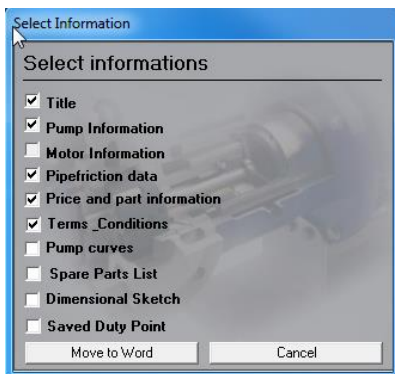 Select Information
Select informations
Title
Pump Information
Motor Information
Pipefriction data
Price and part information
Terms _Conditions
Pump curves
Spare Parts List
Dimensional Sketch
Saved Duty Point
Move to Word Cancel